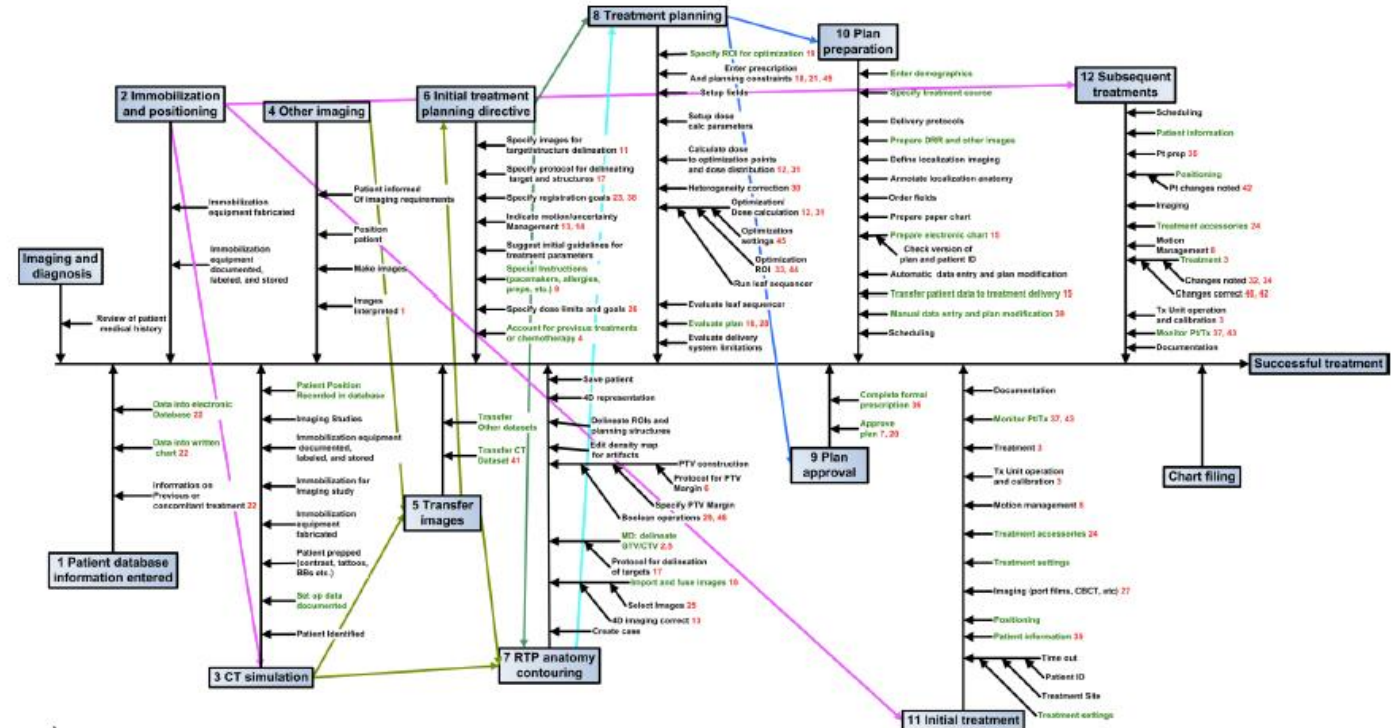 8 Treatment planning
Specify ROI for optimization 18
Enter prescription
And planning constraints 18, 21, 49
Setup fields
Setup dose
calc parameters
Calculate dose
to optimization points
and dose distribution 12, 31
Heterogeneity correction 30
Optimization/
Dose calculation 12, 31
Optimization
settings 45
Optimization
ROI 33, 44
Run leaf sequencer
Evaluate leaf sequencer
Evaluate plan 16, 28
Evaluate delivery
system limitations
10 Plan
preparation
Enter demographics
Specify treatment course
Delivery protocols
Prepare DRR and other images
Define localization imaging
Annotate localization anatomy
Order fields
Prepare paper chart
Prepare electronic chart 15
Check version of
plan and patient ID
Automatic data entry and plan modification
Transfer patient data to treatment delivery 15
Manual data entry and plan modification 38
Scheduling
12 Subsequent
treatments
Scheduling
Patient information
Pt prep 35
Positioning
Pt changes noted 42
Imaging
Treatment accessories 24
Motion
Management 8
Treatment 3
Changes noted 32, 34
Changes correct 40, 42
Tx Unit operation
and calibration 3
Monitor Pt/Tx 37, 43
Documentation
2 Immobilization
and positioning
Immobilization
equipment fabricated
Immobilization
equipment
documented,
labeled, and stored
4 Other imaging
Patient informed
Of imaging requirements
Position
patient
Make images
Images
Interpreted 1
6 Initial treatment
planning directive
Specify images for
target/structure delineation 11
Specify protocol for delineating
target and structures 17
Specify registration goals 23, 36
Indicate motion/uncertainty
Management 13, 14
Suggest initial guidelines for
treatment parameters
Special Instructions
(pacemakers, allergies,
preps, etc.) 9
Specify dose limits and goals 26
Account for previous treatments
or chemotherapy 4
Imaging and
diagnosis
Review of patient
medical history
Successful treatment
Data into electronic
Database 22
Data into written
chart 22
Information on
Previous or
concomitant treatment 22
1 Patient database
information entered
Patient Position
Recorded in database
Imaging Studies
Immobilization equipment
documented,
labeled, and stored
Immobilization for
Imaging study
Immobilization
equipment
fabricated
Patient prepped
(contrast, tattoos,
BBs etc.)
Set up data
documented
Patient Identified
3 CT simulation
Transfer
Other datasets
Transfer CT
Dataset 41
5 Transfer
images
Save patient
4D representation
Delineate ROIs and
planning structures
Edit density map
for artifacts
PTV construction
Protocol for PTV
Margin 6
Specify PTV Margin
Boolean operations 29, 46
MD: delineate
GTV/CTV 2,5
Protocol for delineation
of targets 17
Import and fuse images 10
Select Images 25
4D imaging correct 13
Create case
7 RTP anatomy
contouring
Complete formal
prescription 36
Approve
plan 7, 20
9 Plan
approval
Documentation
Monitor Pt/Tx 37, 43
Treatment 3
Tx Unit operation
and calibration 3
Motion management 8
Treatment accessories 24
Treatment settings
Imaging (port films, CBCT, etc) 27
Positioning
Patient information 39
Time out
Patient ID
Treatment Site
Treatment settings
11 Initial treatment
Chart filing